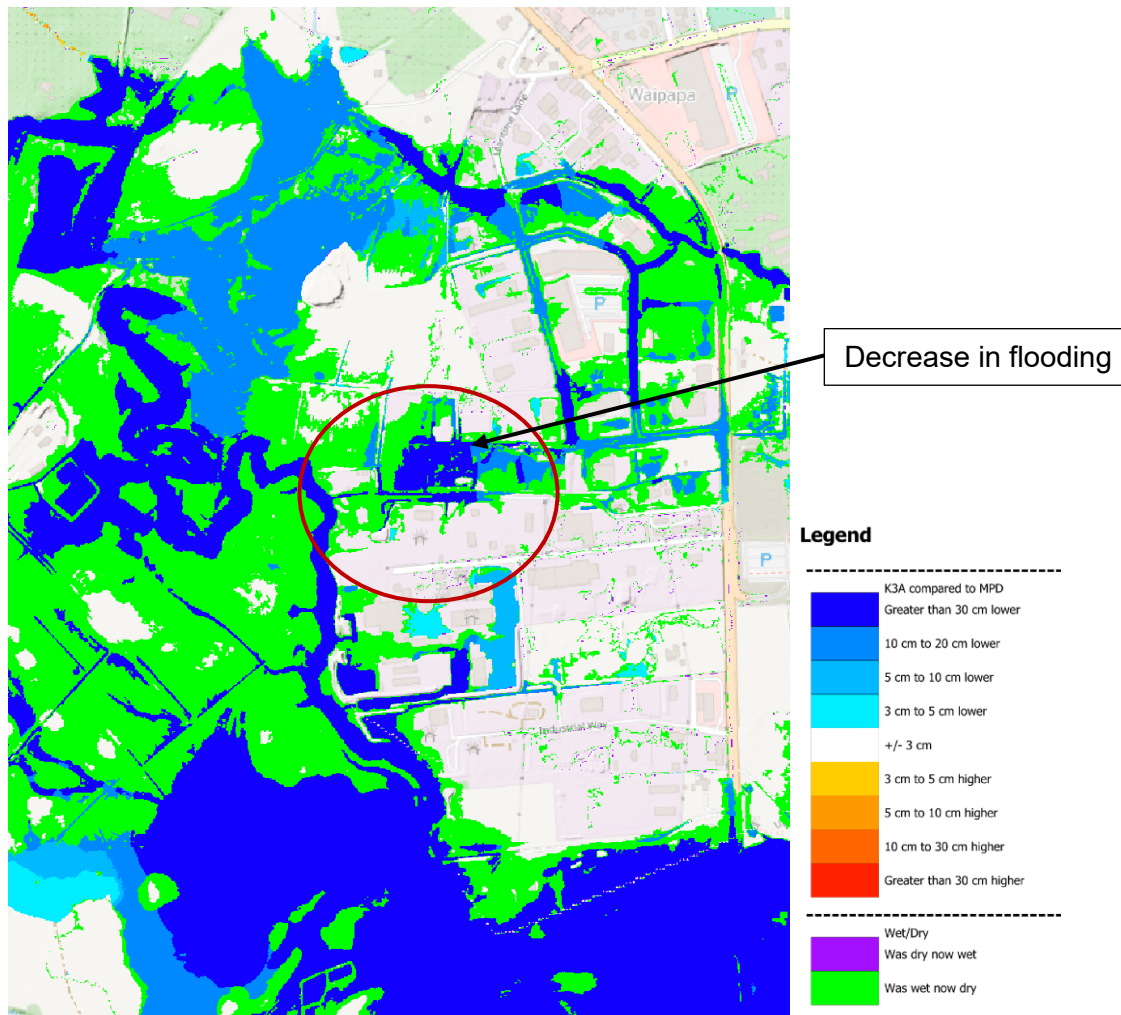 Waipapa
P
Maritime Lane
P
Decrease in flooding
P
Industrial Way
Legend
K3A compared to MPD
Greater than 30 cm lower
10 cm to 20 cm lower
5 cm to 10 cm lower
3 cm to 5 cm lower
+/- 3 cm
3 cm to 5 cm higher
5 cm to 10 cm higher
10 cm to 30 cm higher
Greater than 30 cm higher
Wet/Dry
Was dry now wet
Was wet now dry